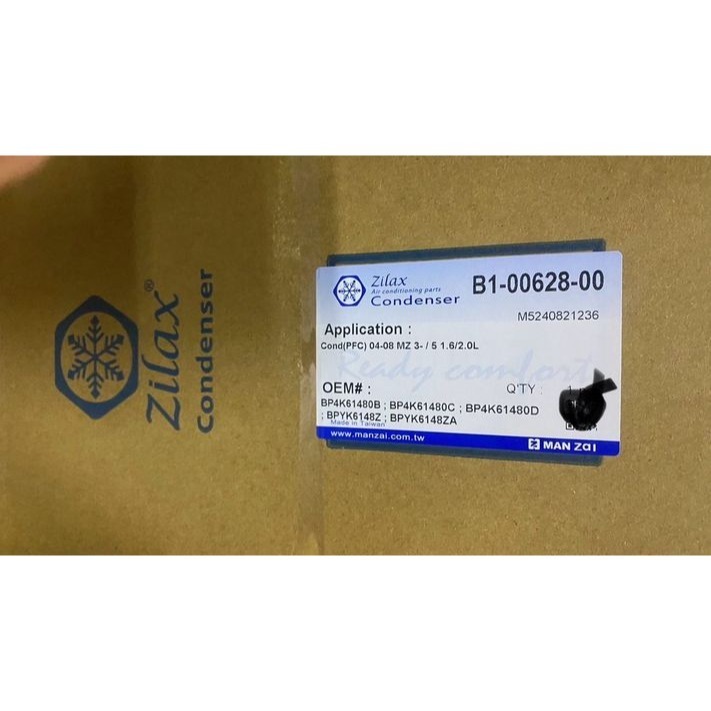 Zilax®
Condenser
Zilax
Air conditioning parts
Condenser
B1-00628-00
M5240821236
Application :
Cond(PFC) 04-08 MZ 3- / 5 1.6/2.0L
Ready comfort
OEM# :
Q'TY :
BP4K61480B ; BP4K61480C ; BP4K61480D
; BPYK6148Z ; BPYK6148ZA
Made in Taiwan
www.manzai.com.tw
MAN ZAI